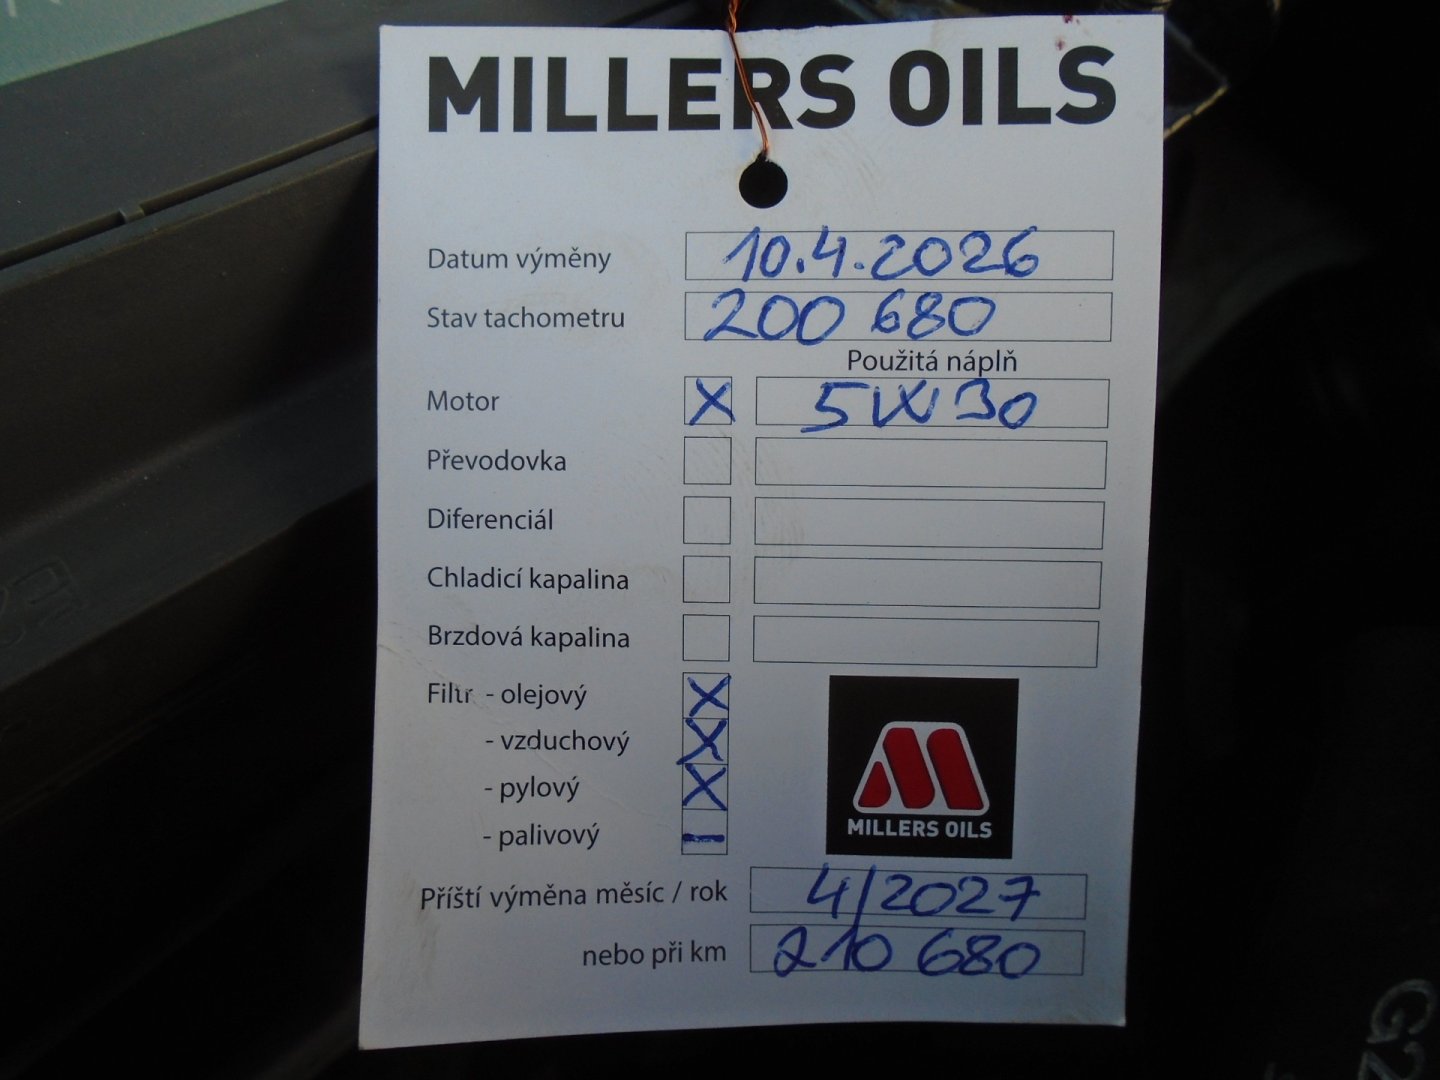 MILLERS OILS
Datum výměny 10.4.2026
Stav tachometru 200 680
Použitá náplň
Motor X 5W30
Převodovka
Diferenciál
Chladicí kapalina
Brzdová kapalina
Filtr - olejový X
- vzduchový X
- pylový X
- palivový –
MILLERS OILS
Příští výměna měsíc / rok 4/2027
nebo při km 210 680